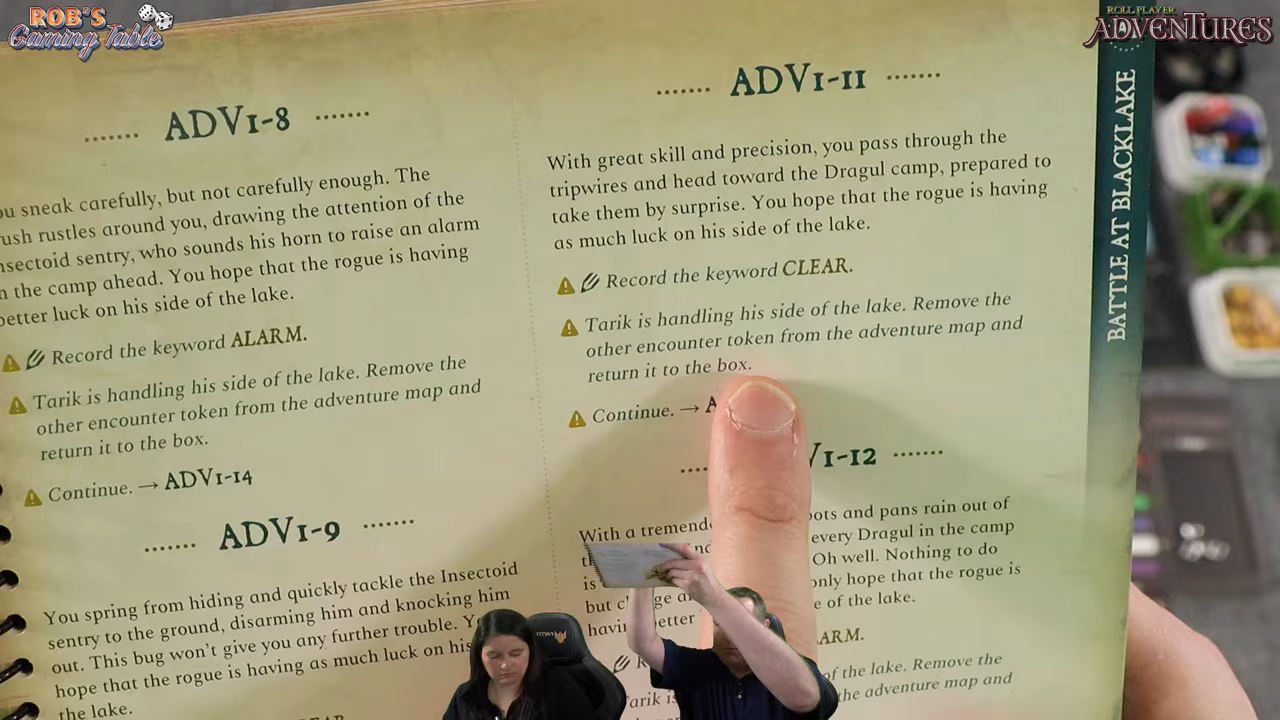 ROB'S
Gaming Table
ROLL PLAYER
ADVENTURES
BATTLE AT BLACKLAKE
ADV1-8
sneak carefully, but not carefully enough. The
rustles around you, drawing the attention of the
sentry, who sounds his horn to raise an alarm
the camp ahead. You hope that the rogue is having
luck on his side of the lake.
Record the keyword ALARM.
Tarik is handling his side of the lake. Remove the
other encounter token from the adventure map and
return it to the box.
Continue. → ADV1-14
ADV1-9
You spring from hiding and quickly tackle the Insectoid
sentry to the ground, disarming him and knocking him
out. This bug won't give you any further trouble.
hope that the rogue is having as much luck on his
the lake.
ADV1-11
With great skill and precision, you pass through the
tripwires and head toward the Dragul camp, prepared to
take them by surprise. You hope that the rogue is having
as much luck on his side of the lake.
Record the keyword CLEAR.
Tarik is handling his side of the lake. Remove the
other encounter token from the adventure map and
return it to the box.
Continue. →
1-12
With a pots and pans rain out of
every Dragul in the camp
is Oh well. Nothing to do
but only hope that the rogue is
better of the lake.
of the lake. Remove the
the adventure map and